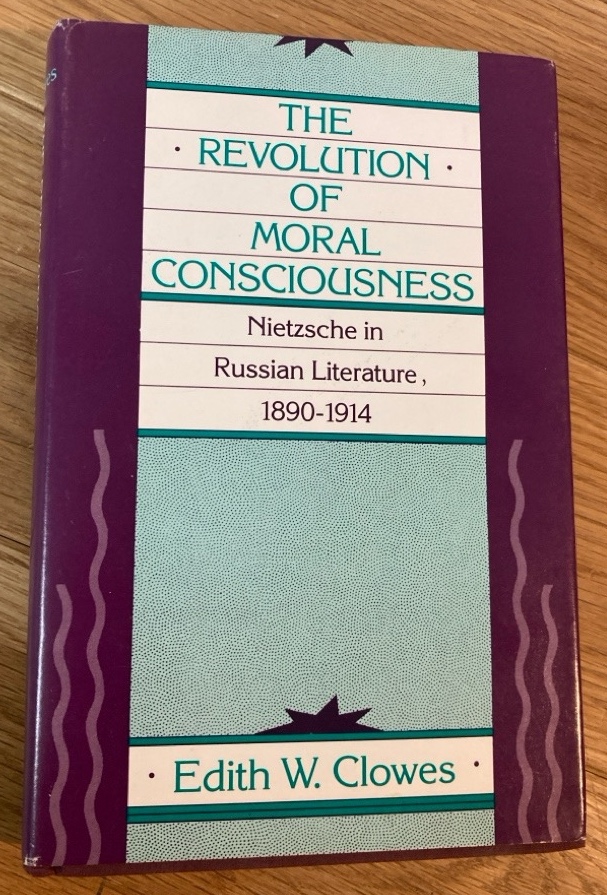 THE
· REVOLUTION ·
OF
MORAL
CONSCIOUSNESS
Nietzsche in
Russian Literature,
1890-1914
· Edith W. Clowes ·